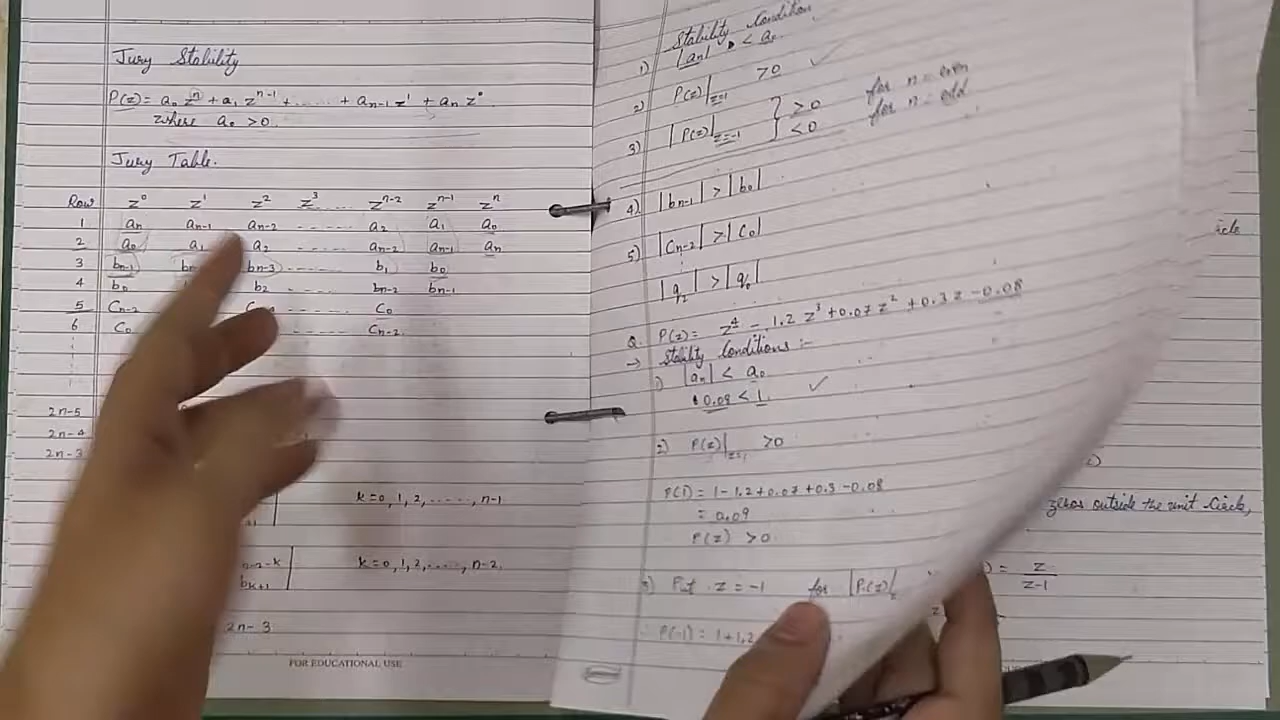 Jury Stability
P(z) = a₀ zⁿ + a₁ zⁿ⁻¹ + ...... + aₙ₋₁ z¹ + aₙ z⁰
where a₀ > 0.
Jury Table.
Row z⁰ z¹ z² z³ ...... zⁿ⁻² zⁿ⁻¹ zⁿ
1 aₙ aₙ₋₁ aₙ₋₂ ----- a₂ a₁ a₀
2 a₀ a₁ a₂ ----- aₙ₋₂ aₙ₋₁ aₙ
3 bₙ₋₁ bₙ₋₃ ------ b₁ b₀
4 b₀ b₂ ----- bₙ₋₂ bₙ₋₁
5 Cₙ₋₂ ----- C₀
6 C₀ ----- Cₙ₋₂
2n-5
2n-4
2n-3
k = 0, 1, 2, ......, n-1
k = 0, 1, 2, ....., n-2.
bₖ₊₁
2n-3
FOR EDUCATIONAL USE
Stability Condition
1) |aₙ| < a₀
2) P(z)|z=1 > 0
3) |P(z)|z=-1 } > 0 for n = even
< 0 for n = odd
4) |bₙ₋₁| > |b₀|
5) |Cₙ₋₂| > |C₀|
|q₂| > |q₀|
Q. P(z) = z⁴ - 1.2 z³ + 0.07 z² + 0.3 z - 0.08
→ Stability Conditions :-
1) |aₙ| < a₀
0.08 < 1
2) P(z)|z=1 > 0
P(1) = 1 - 1.2 + 0.07 + 0.3 - 0.08
= 0.09
P(z) > 0
3) Put z = -1 for |P(z)|
P(-1) = 1 + 1.2
zeros outside the unit Circle,
= z/(z-1)